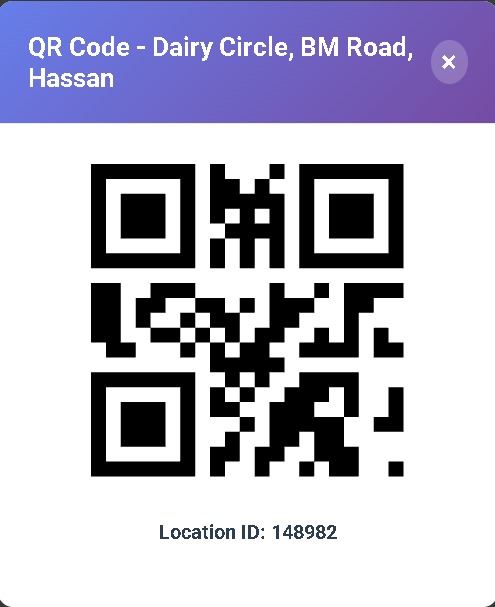 QR Code - Dairy Circle, BM Road,
Hassan
×
Location ID: 148982